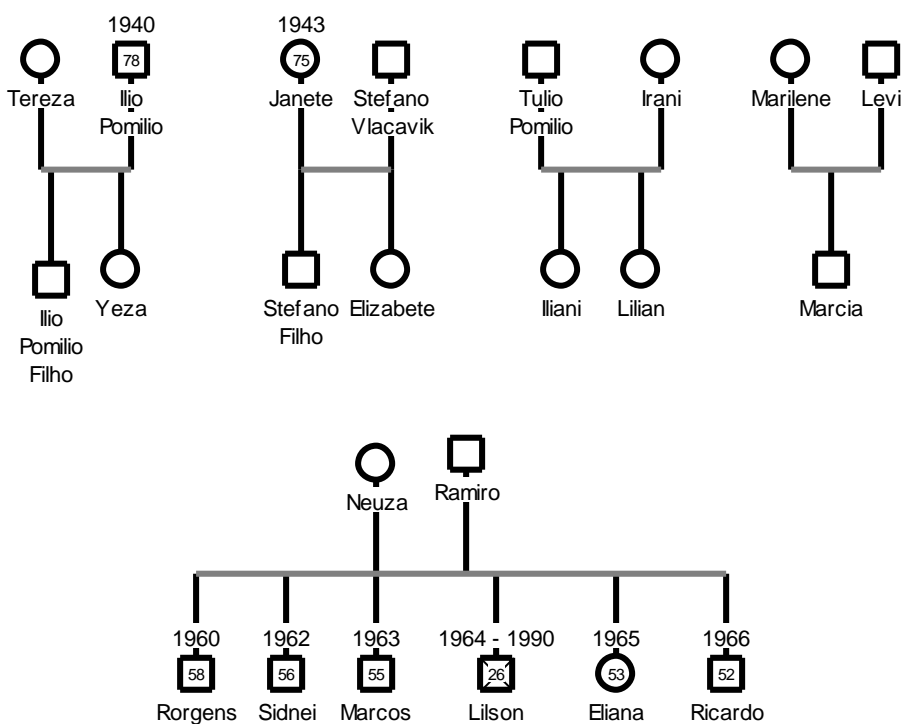 1940 1943
78 75
Tereza Ilio Janete Stefano Tulio Irani Marilene Levi
Pomilio Vlacavik Pomilio
Ilio Yeza Stefano Elizabete Iliani Lilian Marcia
Pomilio Filho
Filho
Neuza Ramiro
1960 1962 1963 1964 - 1990 1965 1966
58 56 55 26 53 52
Rorgens Sidnei Marcos Lilson Eliana Ricardo